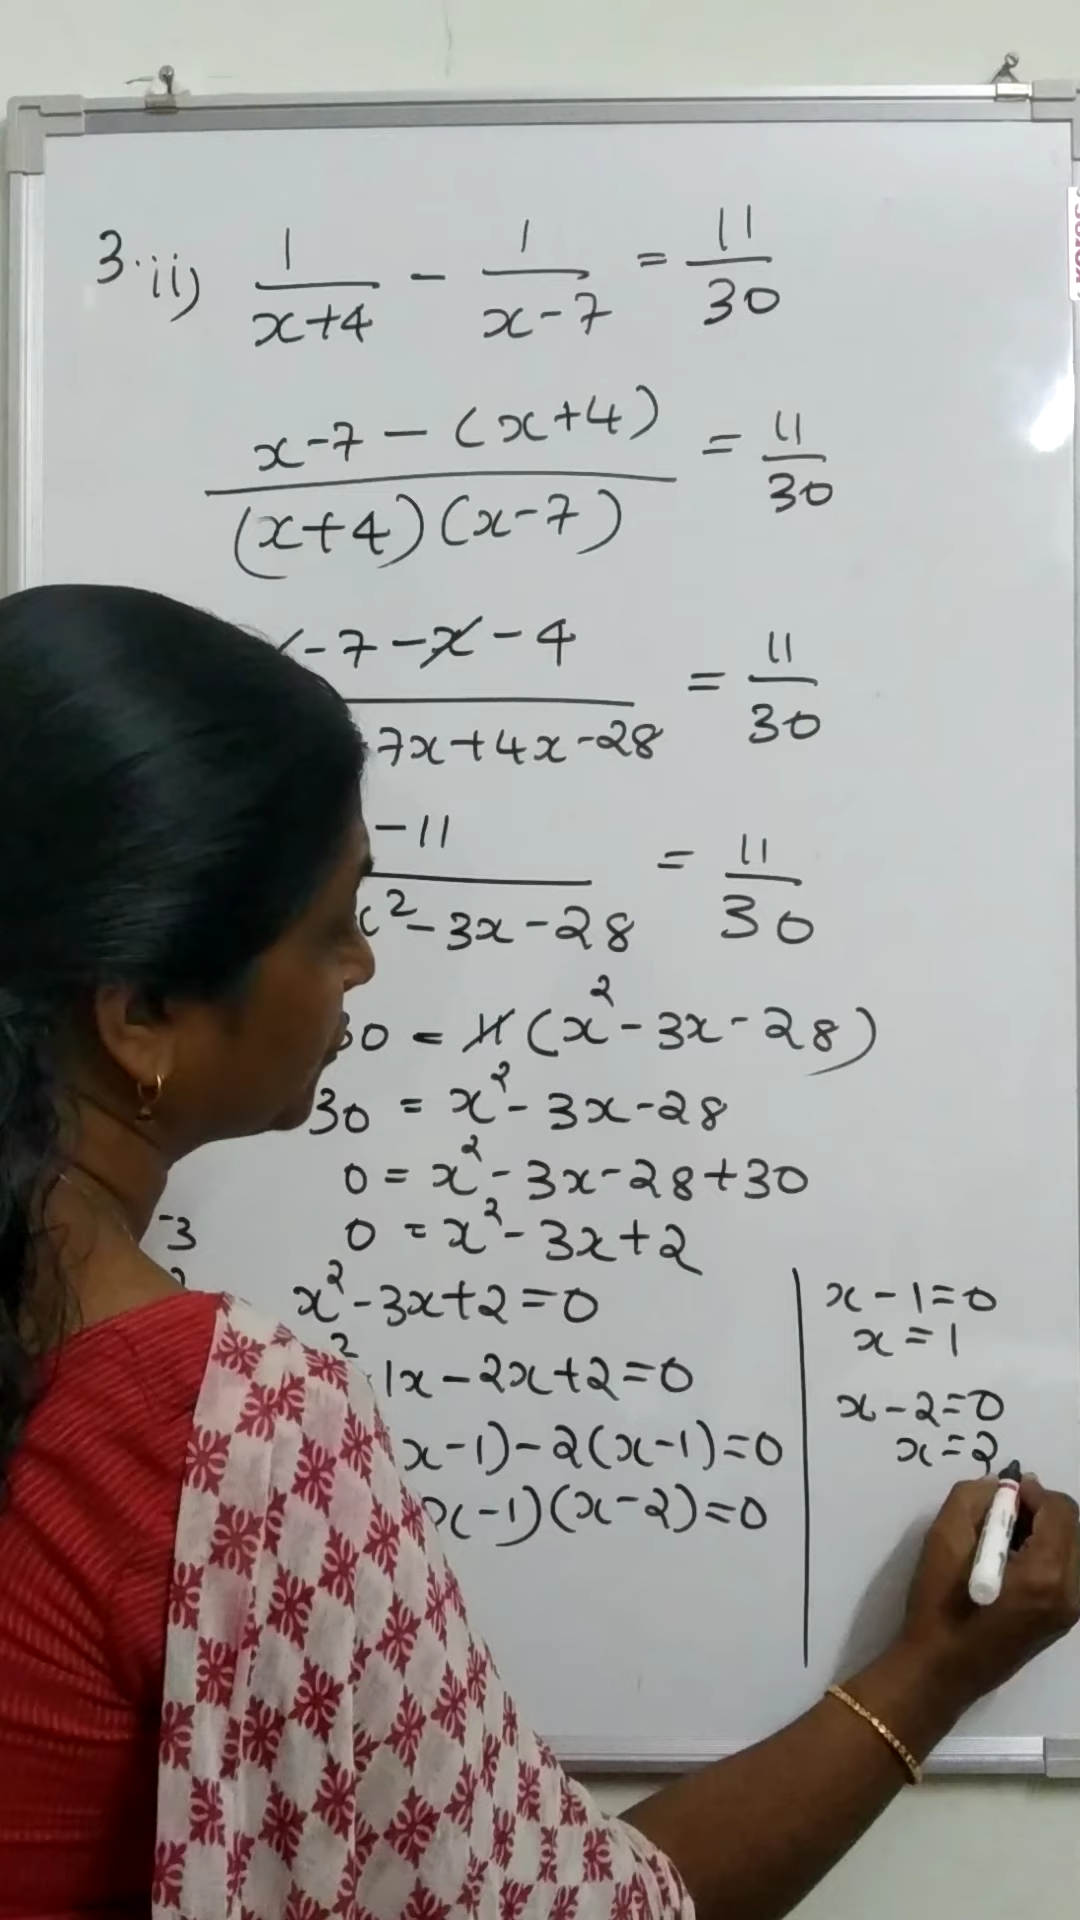 3.ii) 1/(x+4) - 1/(x-7) = 11/30
x-7 - (x+4) / (x+4)(x-7) = 11/30
-7 - x - 4 / 7x+4x-28 = 11/30
-11 / x²-3x-28 = 11/30
30 = 11 (x²-3x-28)
30 = x²-3x-28
0 = x²-3x-28+30
0 = x²-3x+2
-3
x²-3x+2=0
1x-2x+2=0
x-1)-2(x-1)=0
x-1)(x-2)=0
x-1=0
x=1
x-2=0
x=2